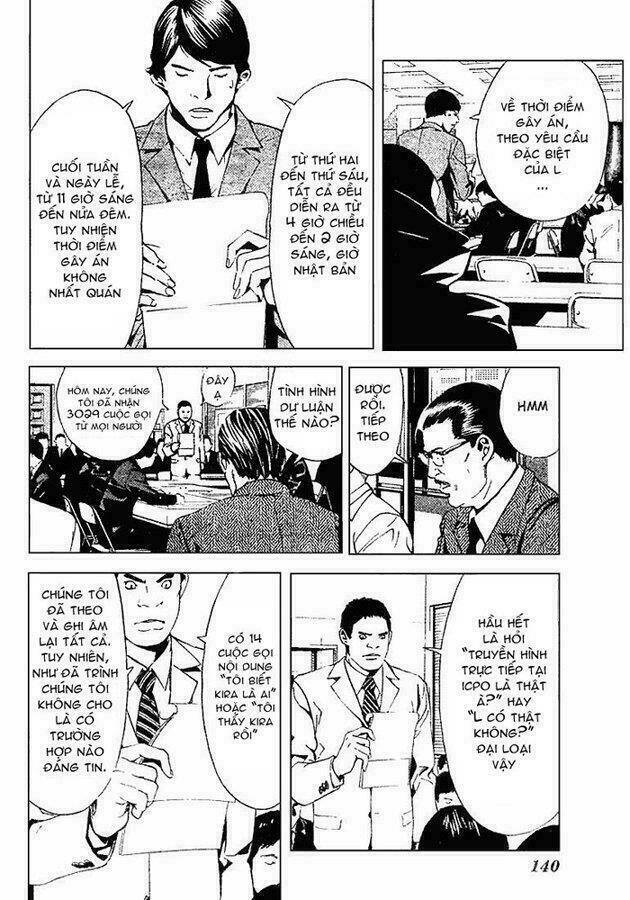 VỀ THỜI ĐIỂM
GÂY ÁN,
THEO YÊU CẦU
ĐẶC BIỆT
CỦA L
...
TỪ THỨ HAI
ĐẾN THỨ SÁU,
TẤT CẢ ĐỀU
DIỄN RA TỪ
4 GIỜ CHIỀU
ĐẾN 2 GIỜ
SÁNG, GIỜ
NHẬT BẢN
CUỐI TUẦN
VÀ NGÀY LỄ,
TỪ 11 GIỜ SÁNG
ĐẾN NỬA ĐÊM.
TUY NHIÊN
THỜI ĐIỂM
GÂY ÁN
KHÔNG
NHẤT QUÁN
HMM
ĐƯỢC
RỒI. TIẾP
THEO
TÌNH HÌNH
DƯ LUẬN
THẾ NÀO?
ĐÂY
Ạ
HÔM NAY, CHÚNG
TÔI ĐÃ NHẬN
3029 CUỘC GỌI
TỪ MỌI NGƯỜI
HẦU HẾT
LÀ HỎI
"TRUYỀN HÌNH
TRỰC TIẾP TẠI
ICPO LÀ THẬT
À?" HAY
"L CÓ THẬT
KHÔNG?"
ĐẠI LOẠI
VẬY
CÓ 14
CUỘC GỌI
NỘI DUNG
"TÔI BIẾT
KIRA LÀ AI"
HOẶC "TÔI
THẤY KIRA
RỒI"
CHÚNG TÔI
ĐÃ THEO
VÀ GHI ÂM
LẠI TẤT CẢ.
TUY NHIÊN,
NHƯ ĐÃ TRÌNH
CHÚNG TÔI
KHÔNG CHO
LÀ CÓ
TRƯỜNG
HỢP NÀO
ĐÁNG TIN.
140